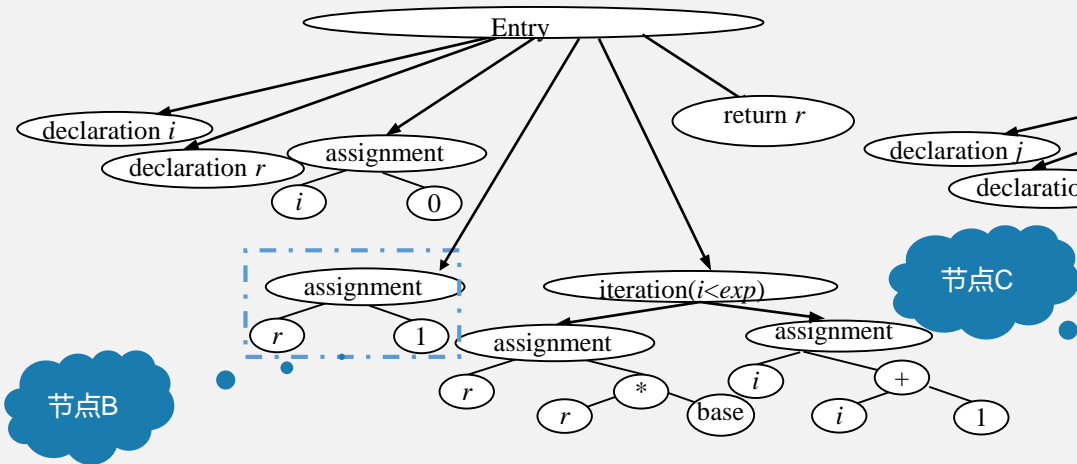 Entry
declaration i
declaration r
assignment
i
0
return r
declaration j
assignment
r
1
iteration(i<exp)
assignment
r
*
r
base
assignment
i
+
i
1
节点B
节点C